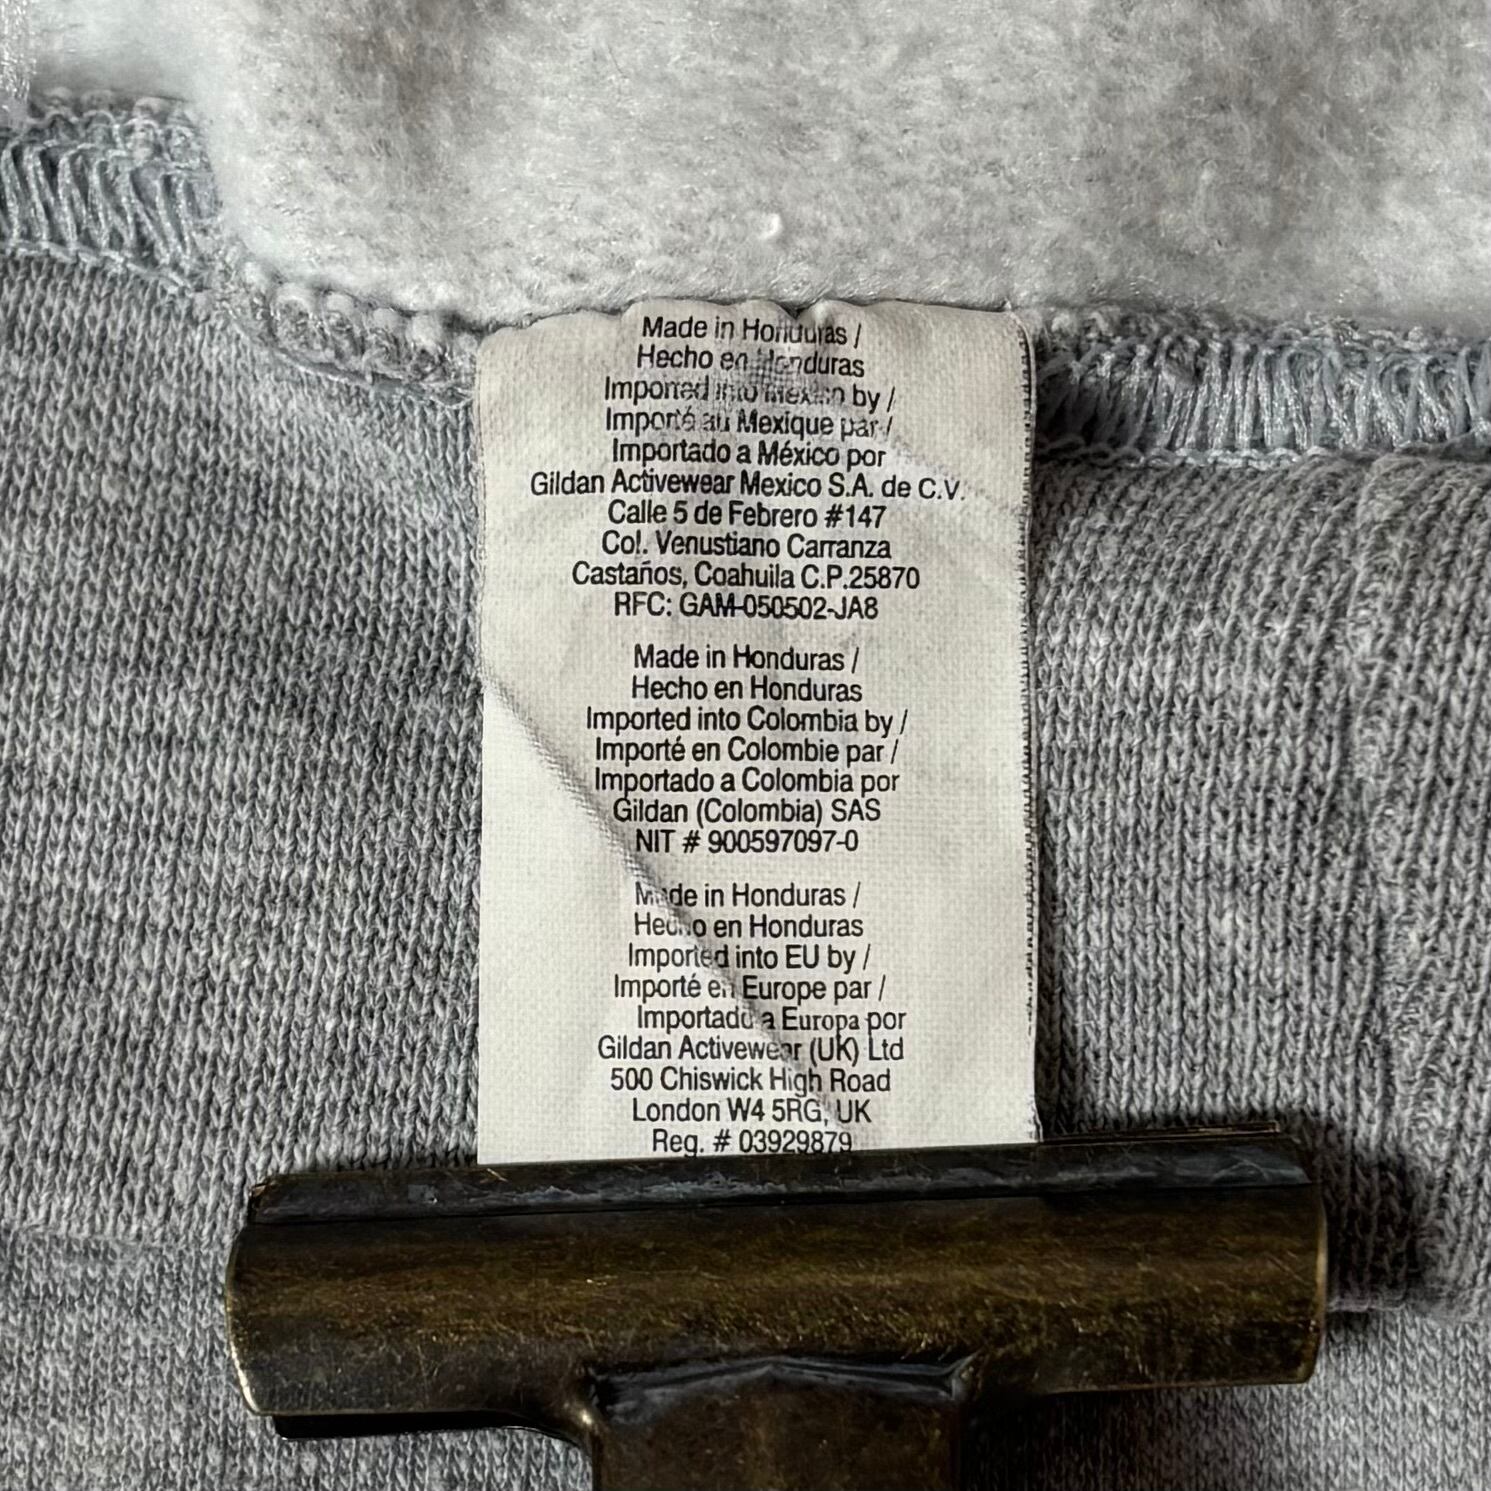 Made in Honduras /
Hecho en Honduras
Imported into Mexico by /
Importé au Mexique par /
Importado a México por
Gildan Activewear Mexico S.A. de C.V.
Calle 5 de Febrero #147
Col. Venustiano Carranza
Castaños, Coahuila C.P.25870
RFC: GAM-050502-JA8
Made in Honduras /
Hecho en Honduras
Imported into Colombia by /
Importé en Colombie par /
Importado a Colombia por
Gildan (Colombia) SAS
NIT # 900597097-0
Made in Honduras /
Hecho en Honduras
Imported into EU by /
Importé en Europe par /
Importado a Europa por
Gildan Activewear (UK) Ltd
500 Chiswick High Road
London W4 5RG, UK
Reg. # 03929879